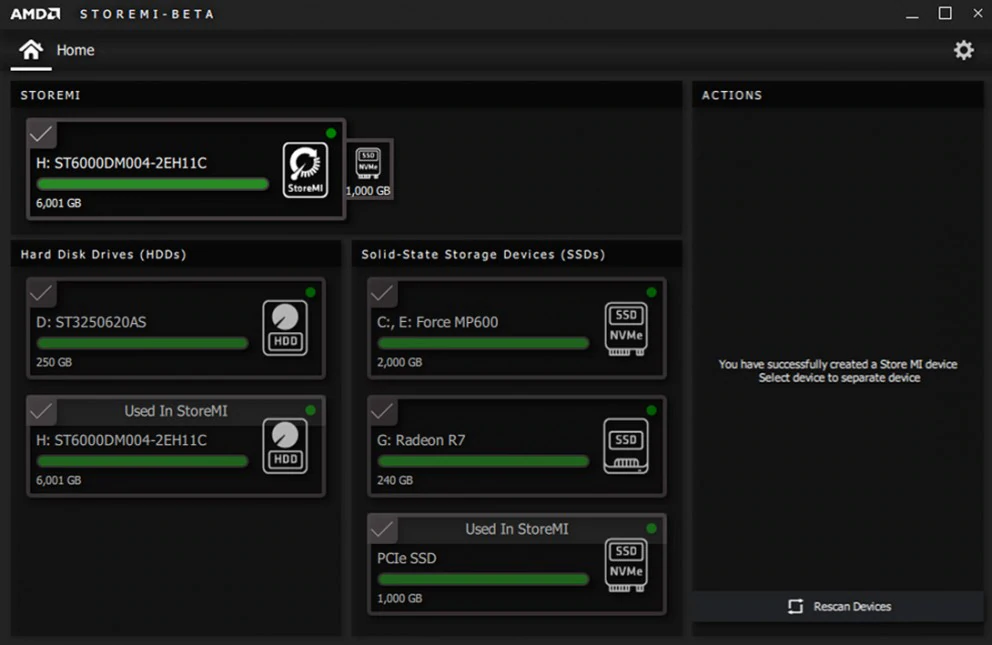 AMD STOREMI-BETA
Home
STOREMI
H: ST6000DM004-2EH11C
6,001 GB
StoreMI
SSD
NVMe
1,000 GB
Hard Disk Drives (HDDs)
D: ST3250620AS
250 GB
HDD
Used In StoreMI
H: ST6000DM004-2EH11C
6,001 GB
HDD
Solid-State Storage Devices (SSDs)
C:, E: Force MP600
2,000 GB
SSD
NVMe
G: Radeon R7
240 GB
SSD
Used In StoreMI
PCIe SSD
1,000 GB
SSD
NVMe
ACTIONS
You have successfully created a Store MI device
Select device to separate device
Rescan Devices